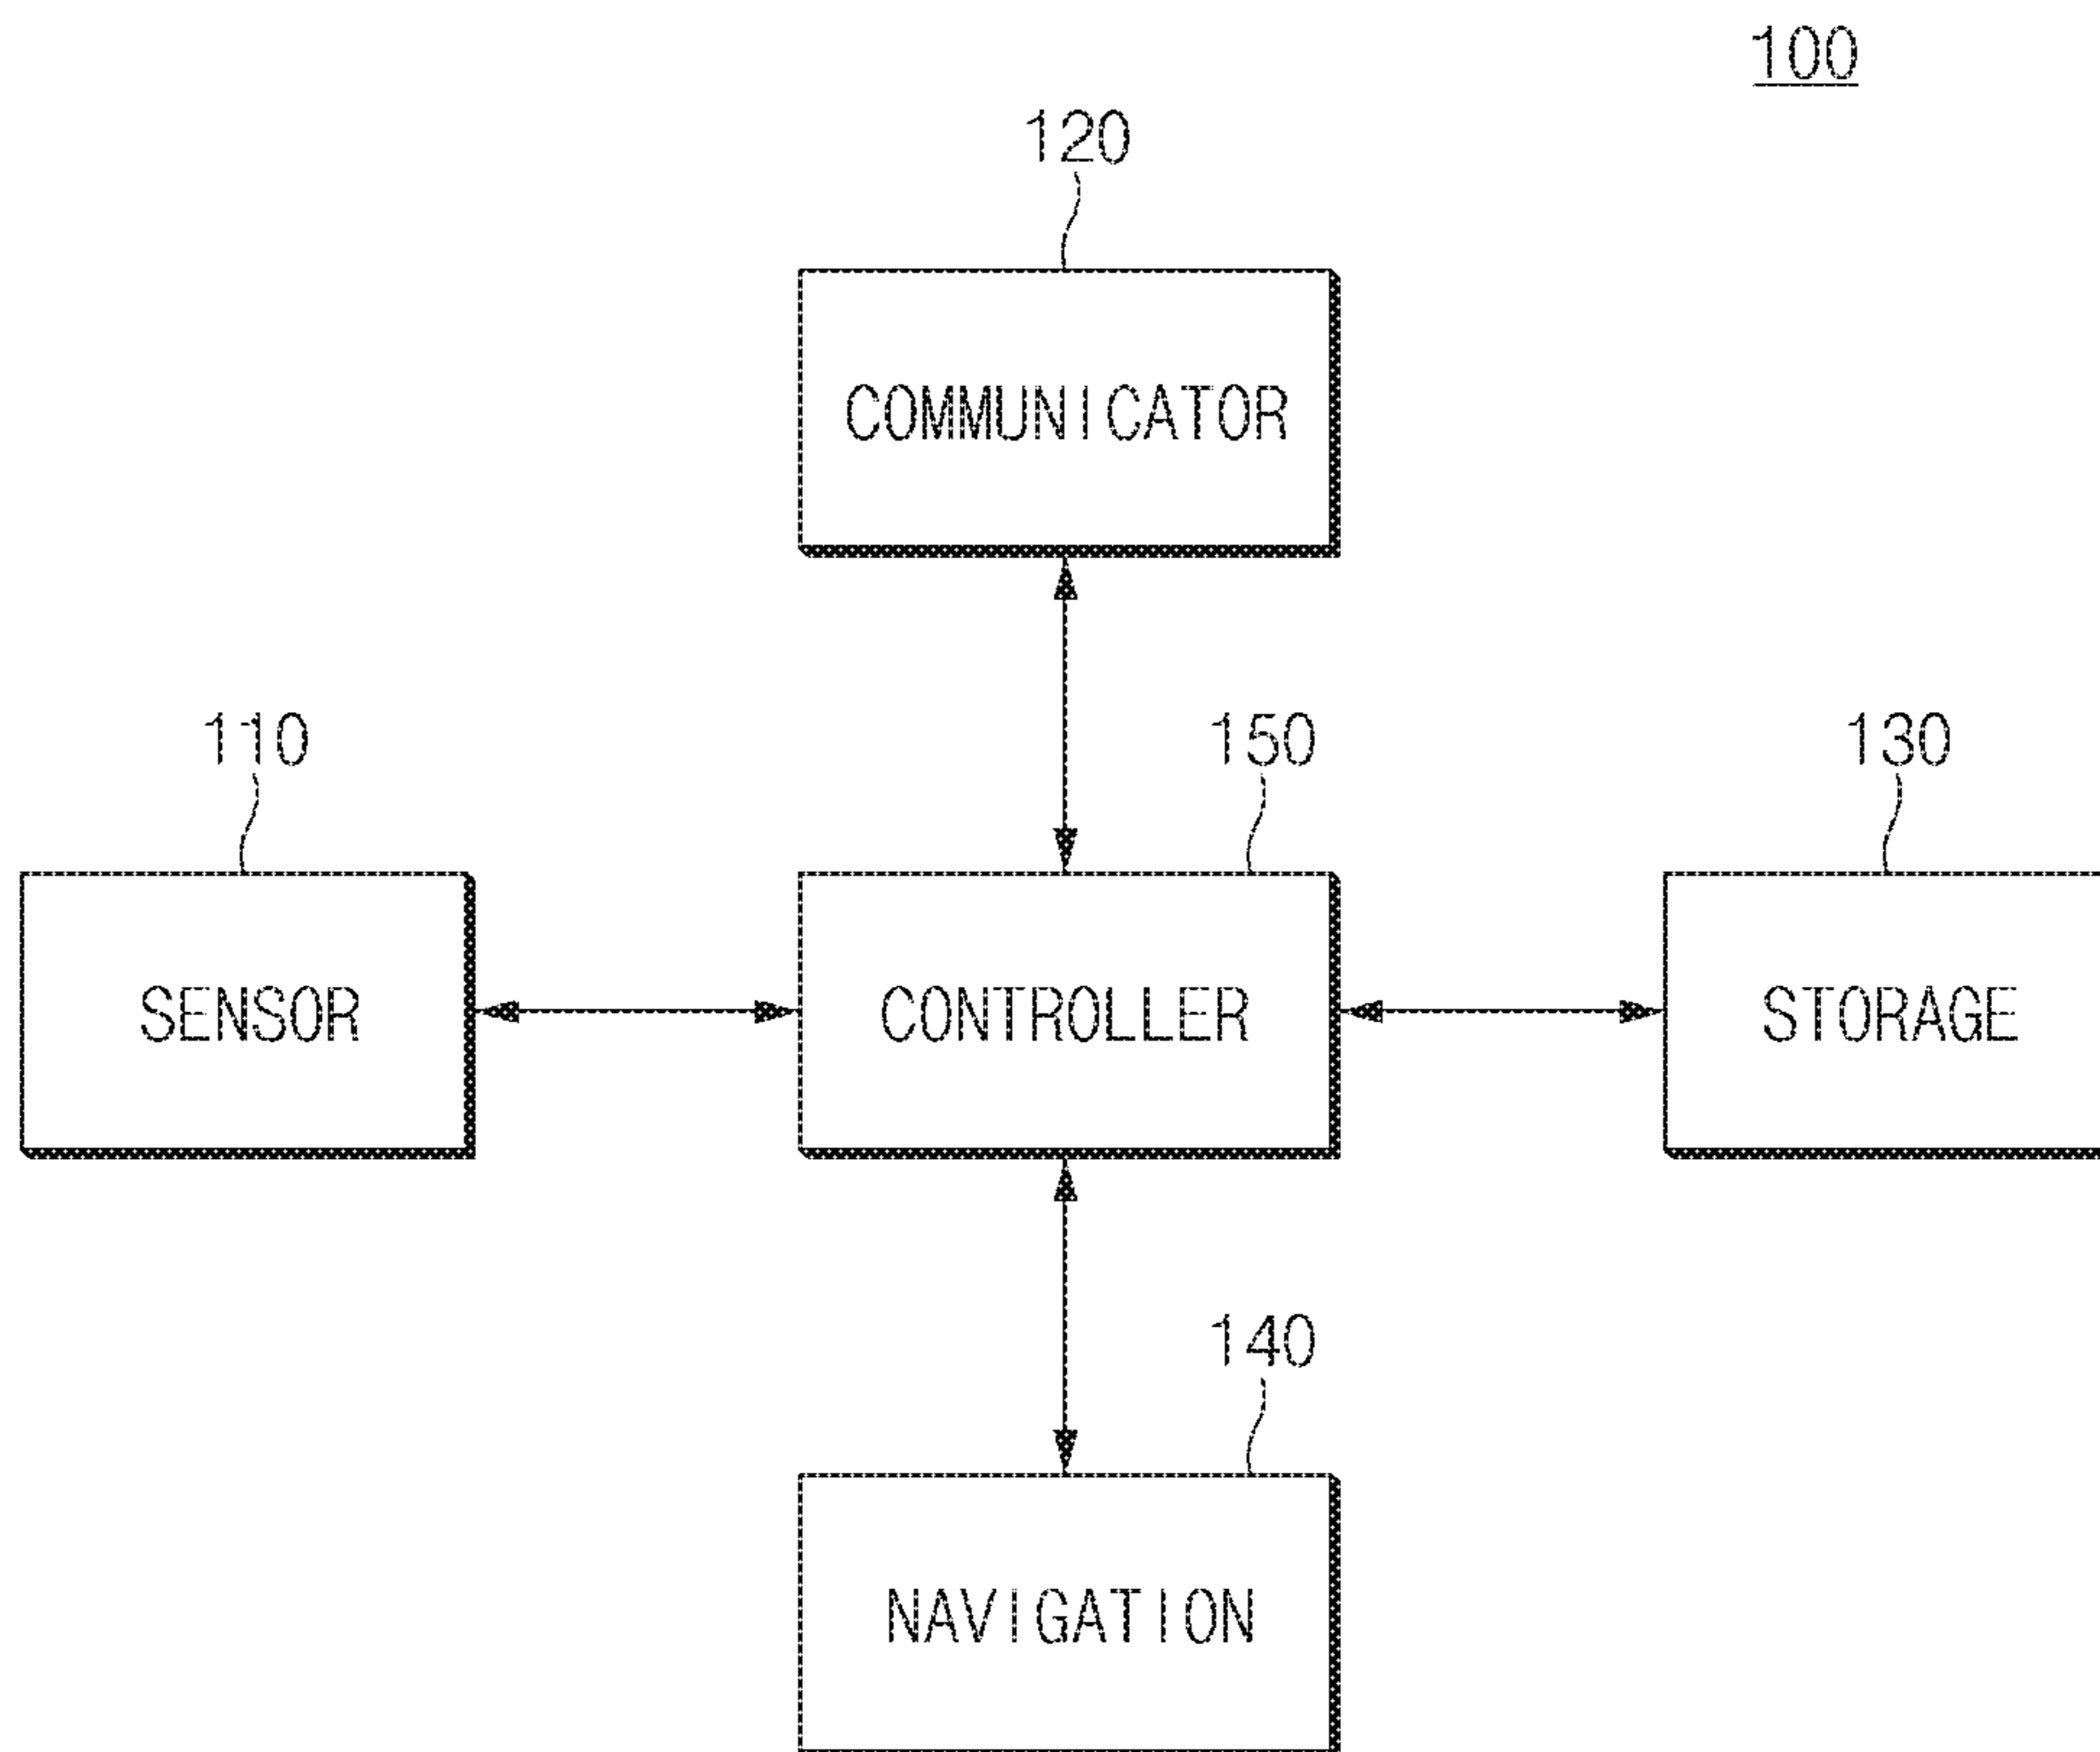 100
120
COMMUNICATOR
110
150
130
SENSOR
CONTROLLER
STORAGE
140
NAVIGATION